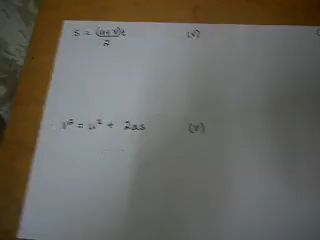 s = (u+v)t/2 (v)
v² = u² + 2as (v)